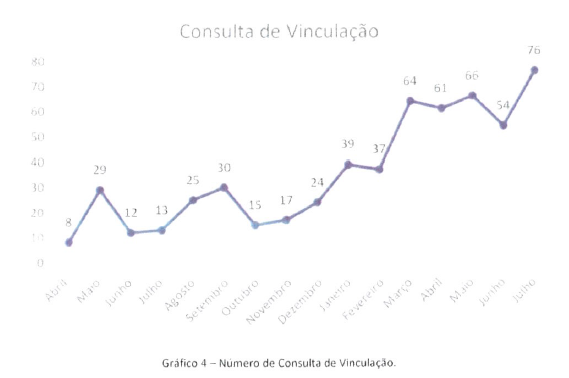 Consulta de Vinculação
80
70
60
50
40
30
20
10
0
8
29
12
13
25
30
15
17
24
39
37
64
61
66
54
76
Abril
Maio
Junho
Julho
Agosto
Setembro
Outubro
Novembro
Dezembro
Janeiro
Fevereiro
Março
Abril
Maio
Junho
Julho
Gráfico 4 – Número de Consulta de Vinculação.